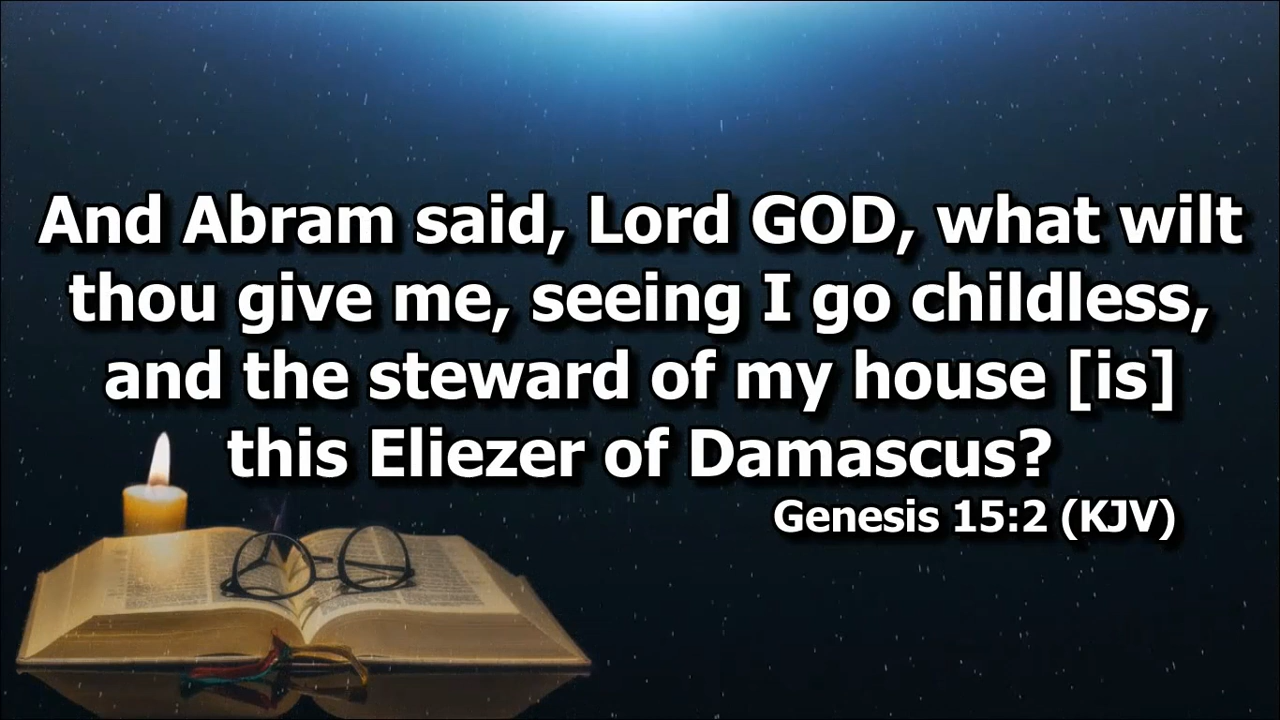 And Abram said, Lord GOD, what wilt
thou give me, seeing I go childless,
and the steward of my house [is]
this Eliezer of Damascus?
Genesis 15:2 (KJV)